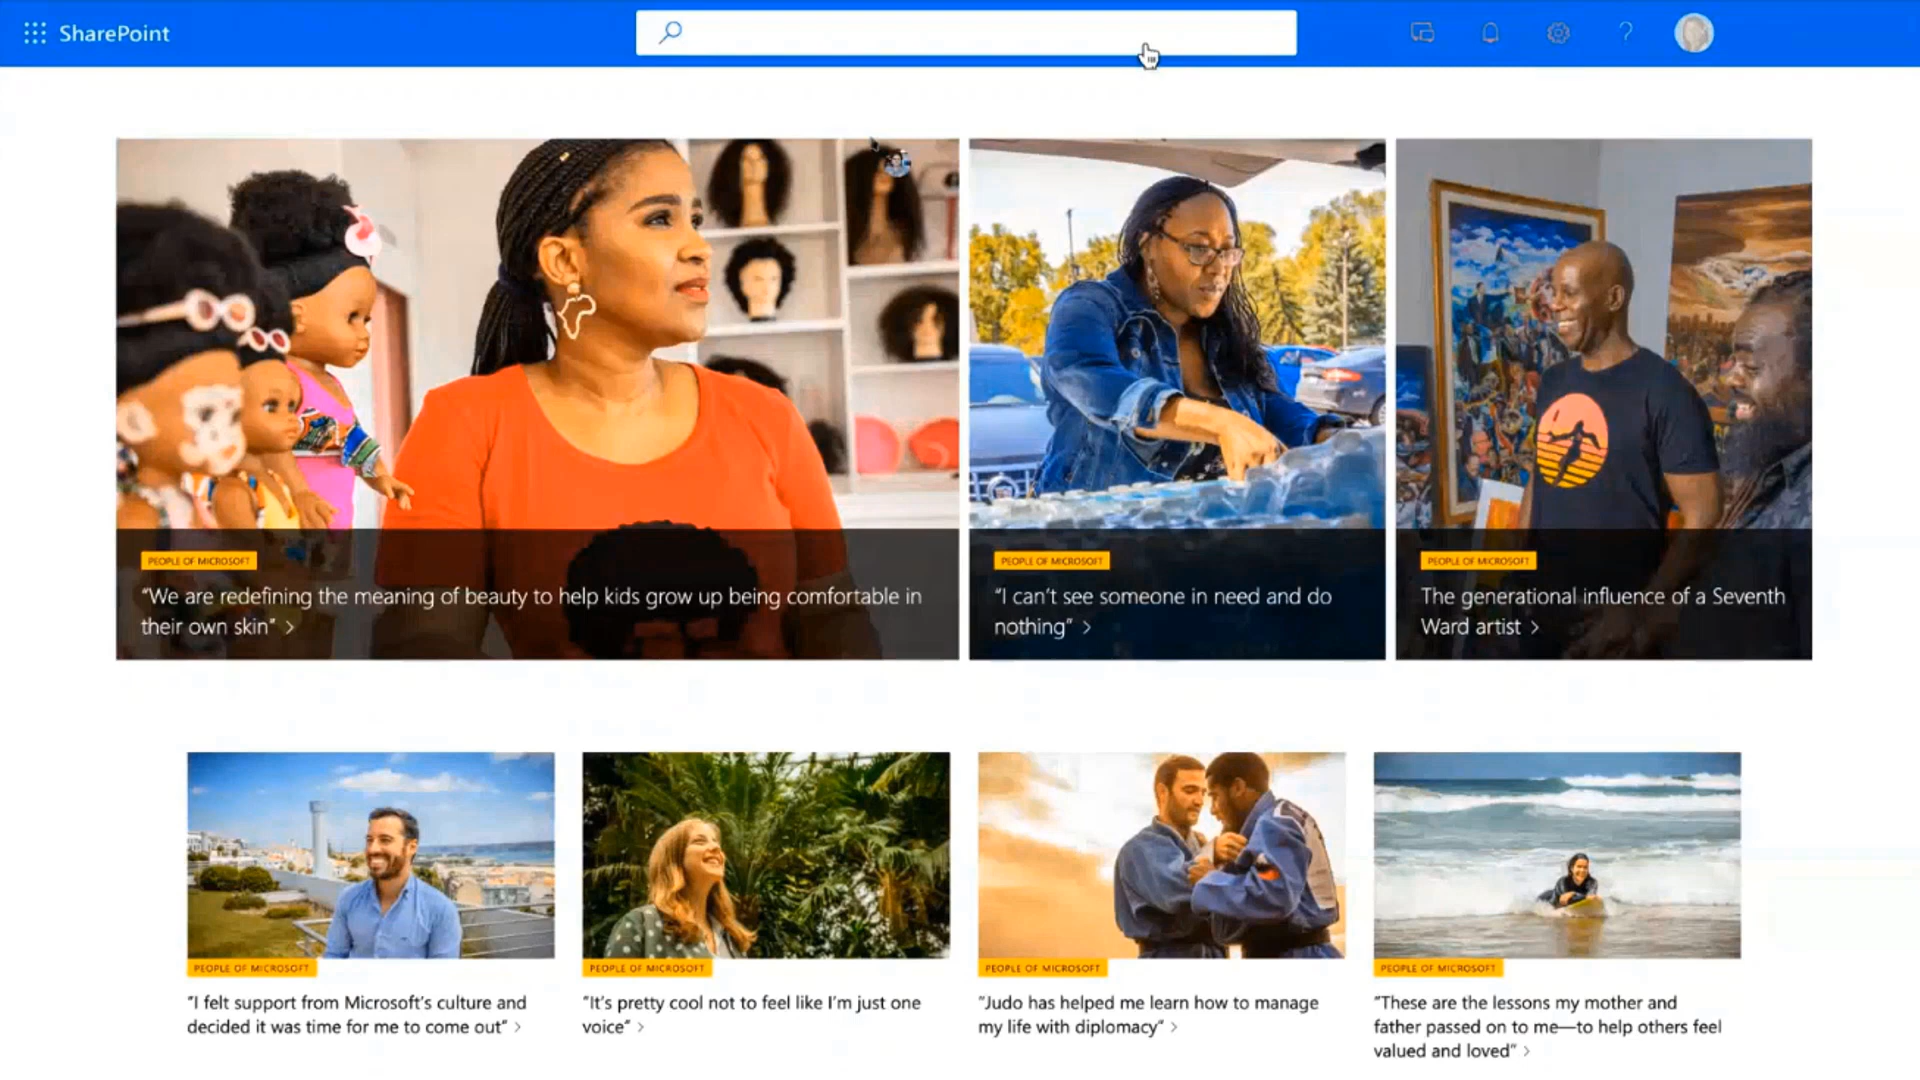 SharePoint
PEOPLE OF MICROSOFT
“We are redefining the meaning of beauty to help kids grow up being comfortable in
their own skin” >
PEOPLE OF MICROSOFT
“I can’t see someone in need and do
nothing” >
PEOPLE OF MICROSOFT
The generational influence of a Seventh
Ward artist >
PEOPLE OF MICROSOFT
“I felt support from Microsoft’s culture and
decided it was time for me to come out” >
PEOPLE OF MICROSOFT
“It’s pretty cool not to feel like I’m just one
voice” >
PEOPLE OF MICROSOFT
“Judo has helped me learn how to manage
my life with diplomacy” >
PEOPLE OF MICROSOFT
“These are the lessons my mother and
father passed on to me—to help others feel
valued and loved” >